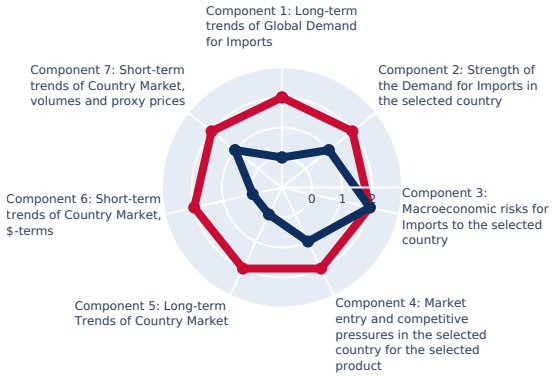 Component 1: Long-term
trends of Global Demand
for Imports
Component 7: Short-term
trends of Country Market,
volumes and proxy prices
Component 2: Strength of
the Demand for Imports in
the selected country
0 1 2
Component 6: Short-term
trends of Country Market,
$-terms
Component 3:
Macroeconomic risks for
Imports to the selected
country
Component 5: Long-term
Trends of Country Market
Component 4: Market
entry and competitive
pressures in the selected
country for the selected
product